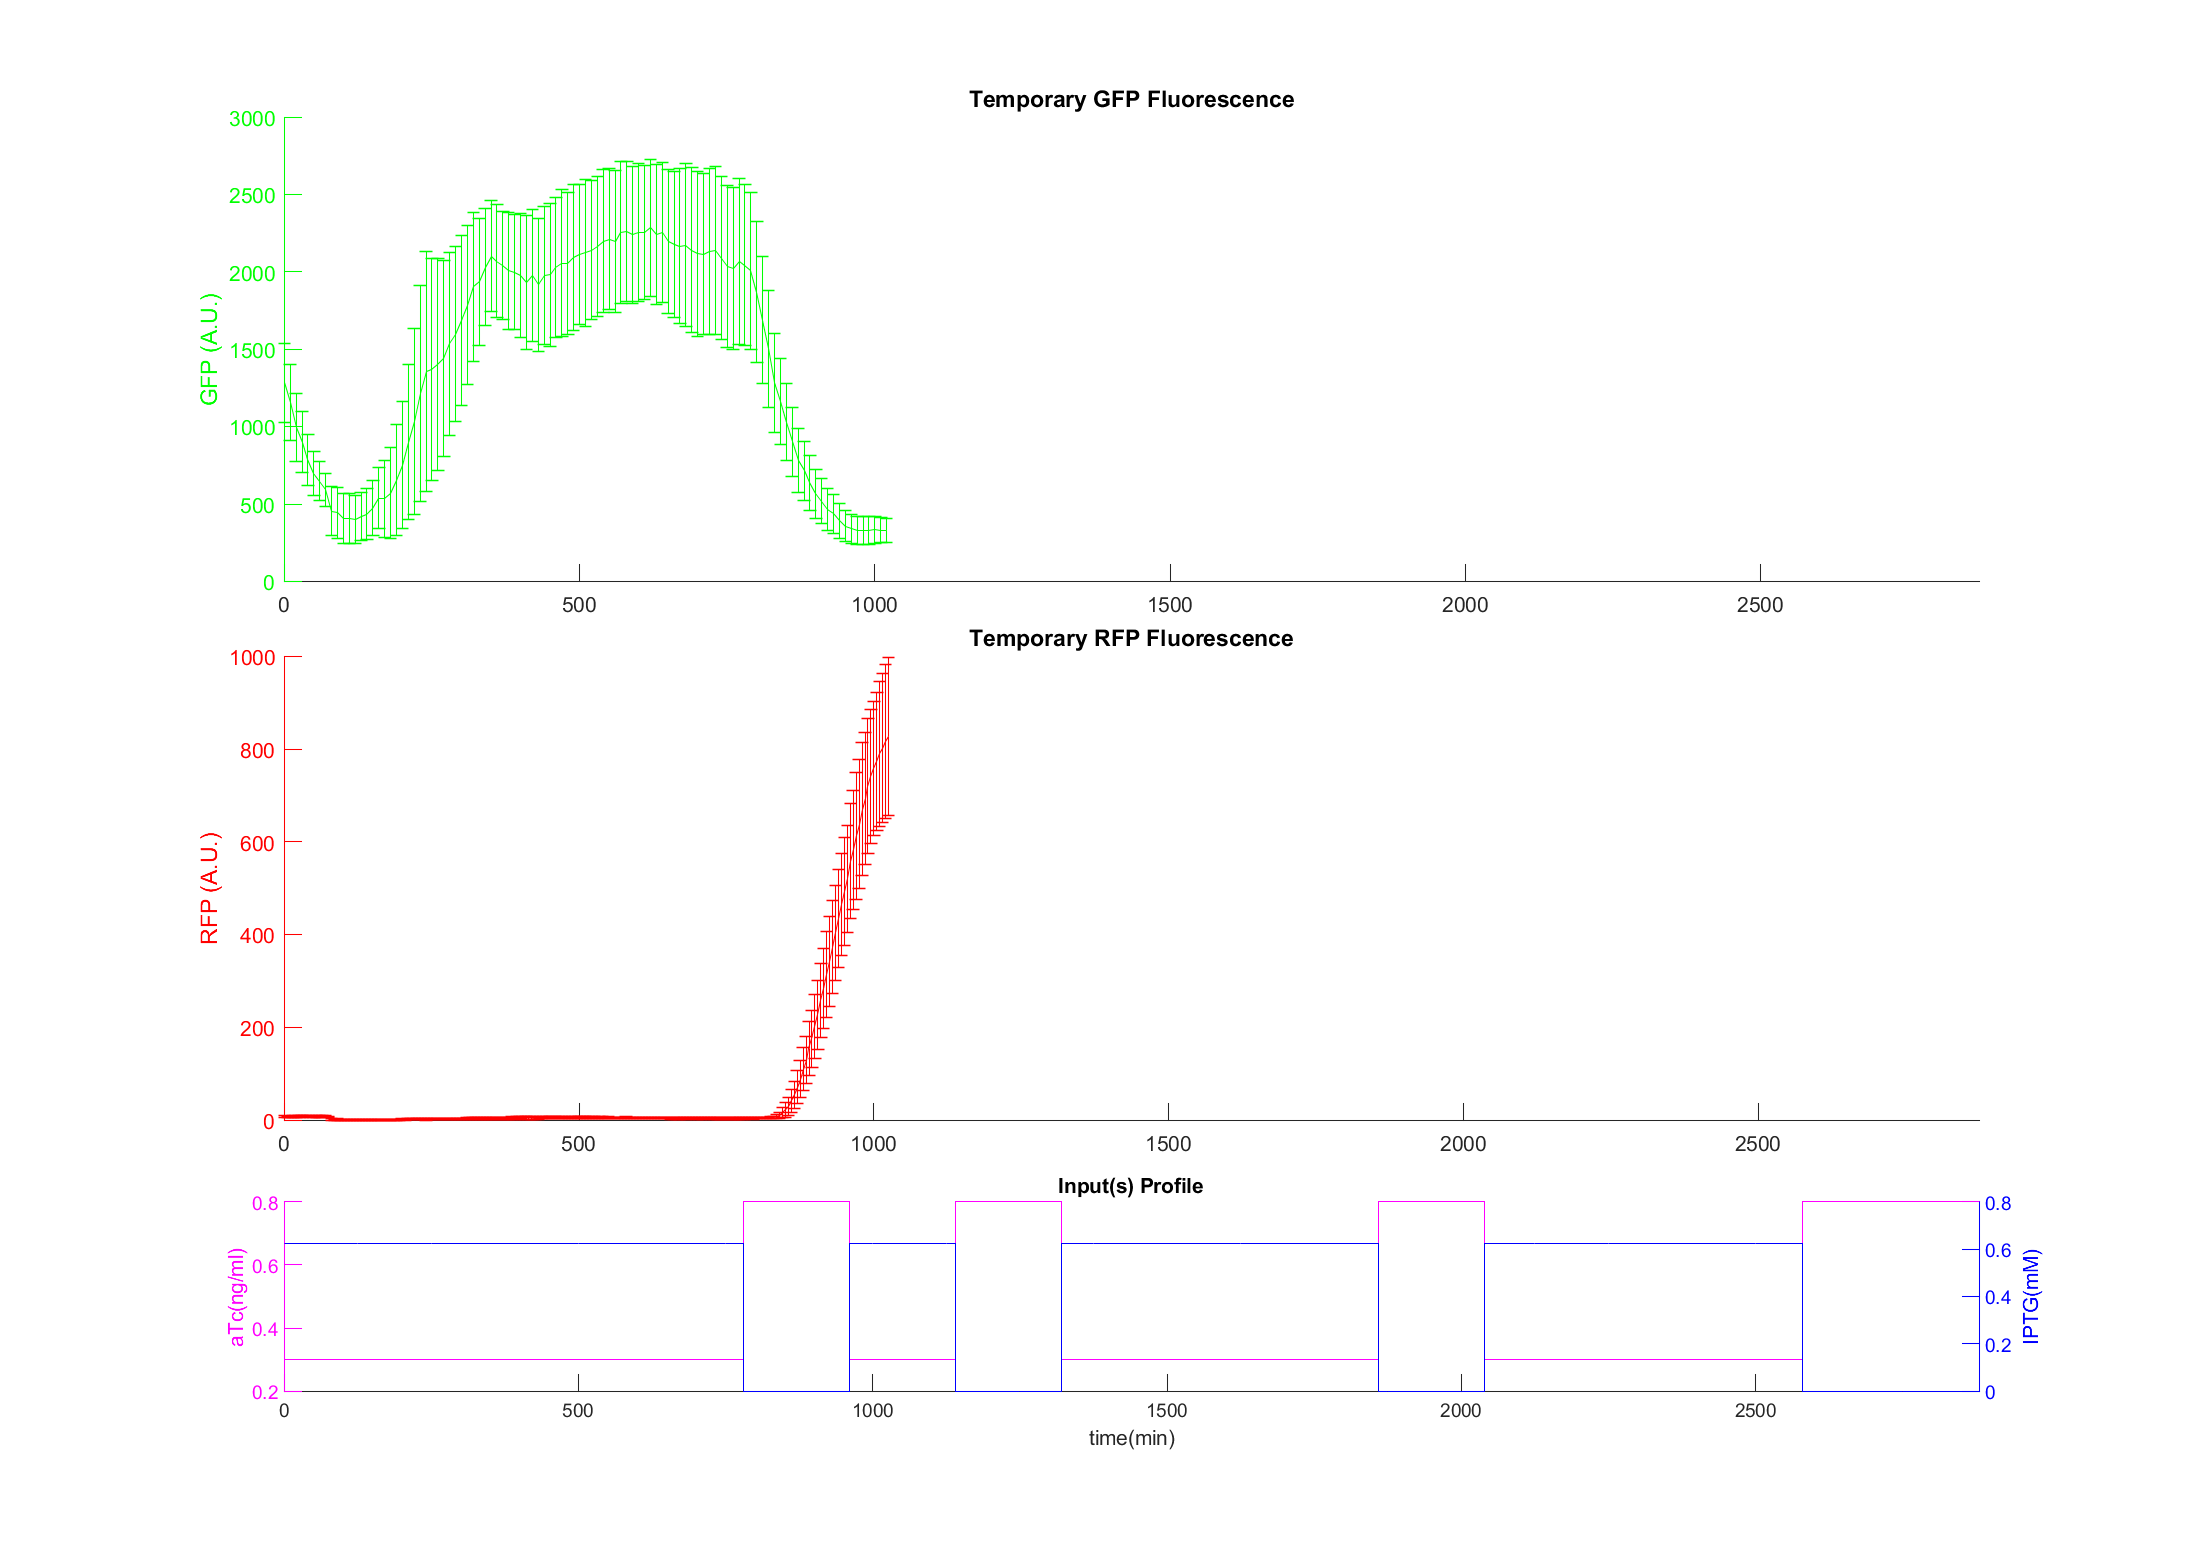 Temporary GFP Fluorescence
3000
2500
2000
1500
1000
500
0
GFP (A.U.)
0 500 1000 1500 2000 2500
Temporary RFP Fluorescence
1000
800
600
400
200
0
RFP (A.U.)
0 500 1000 1500 2000 2500
Input(s) Profile
0.8
0.6
0.4
0.2
aTc(ng/ml)
0.8
0.6
0.4
0.2
0
IPTG(mM)
0 500 1000 1500 2000 2500
time(min)